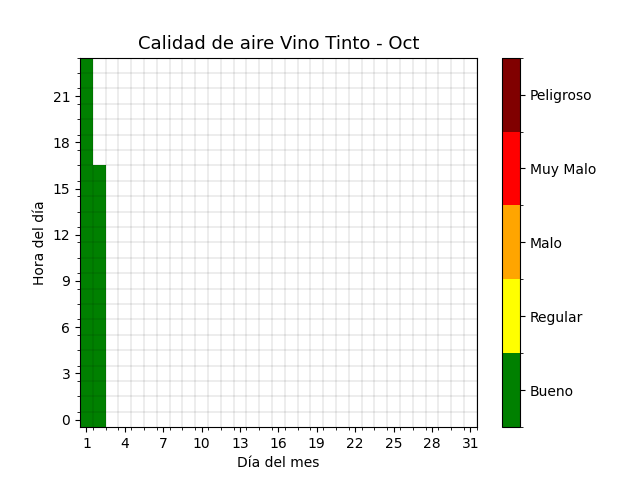 Calidad de aire Vino Tinto - Oct
Hora del día
21
18
15
12
9
6
3
0
1 4 7 10 13 16 19 22 25 28 31
Día del mes
Peligroso
Muy Malo
Malo
Regular
Bueno